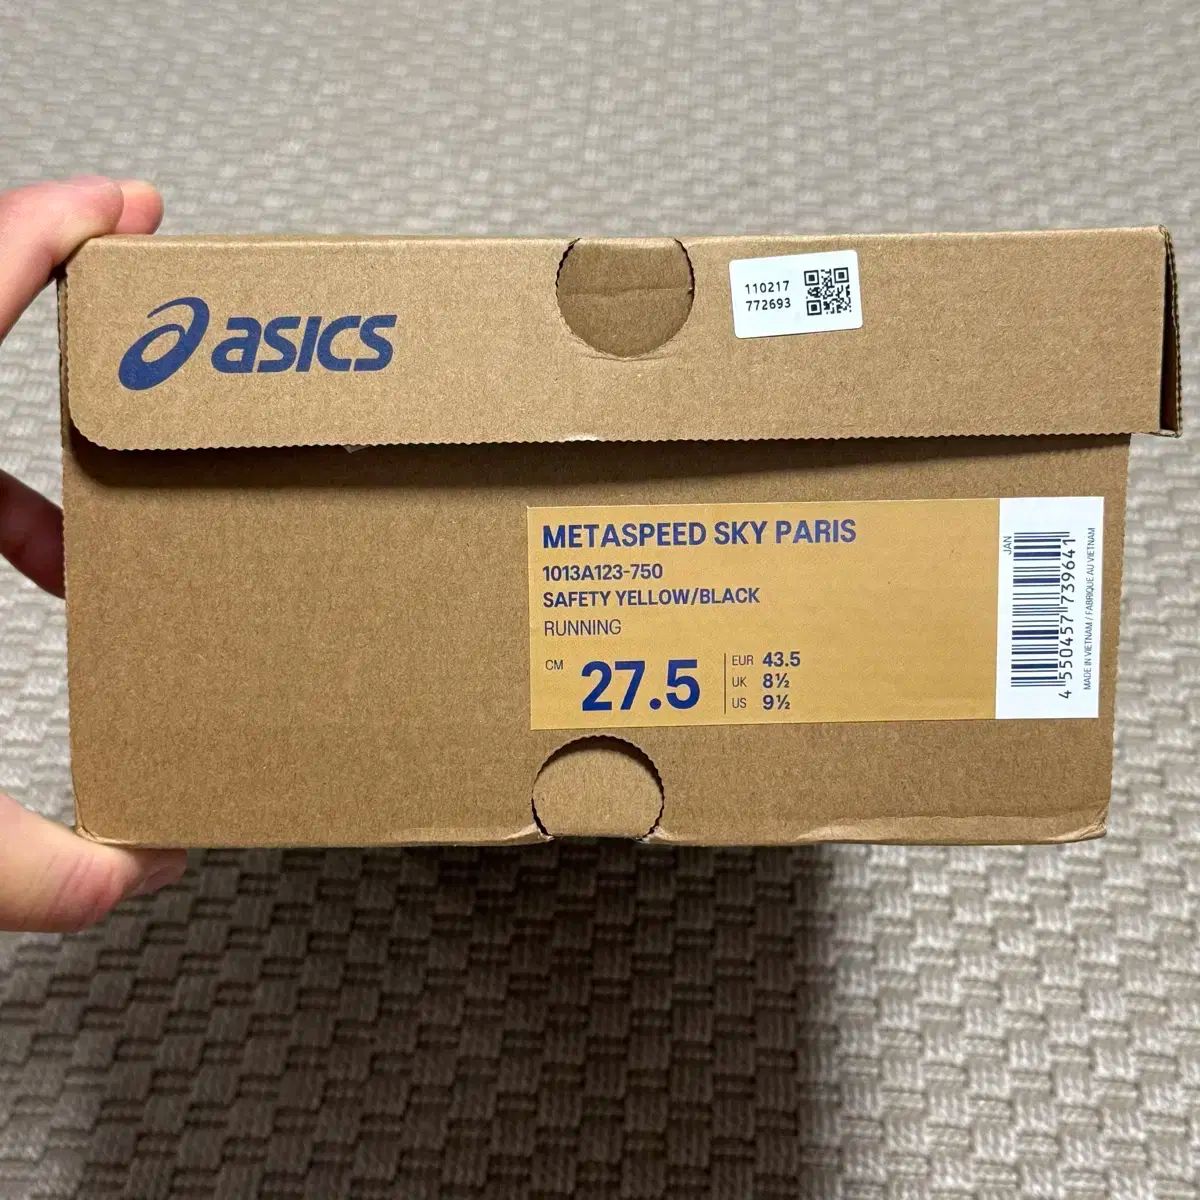 asics
110217
772693
METASPEED SKY PARIS
1013A123-750
SAFETY YELLOW/BLACK
RUNNING
CM 27.5
EUR 43.5
UK 8½
US 9½
JAN
4 550457 739641
MADE IN VIETNAM / FABRIQUÉ AU VIETNAM